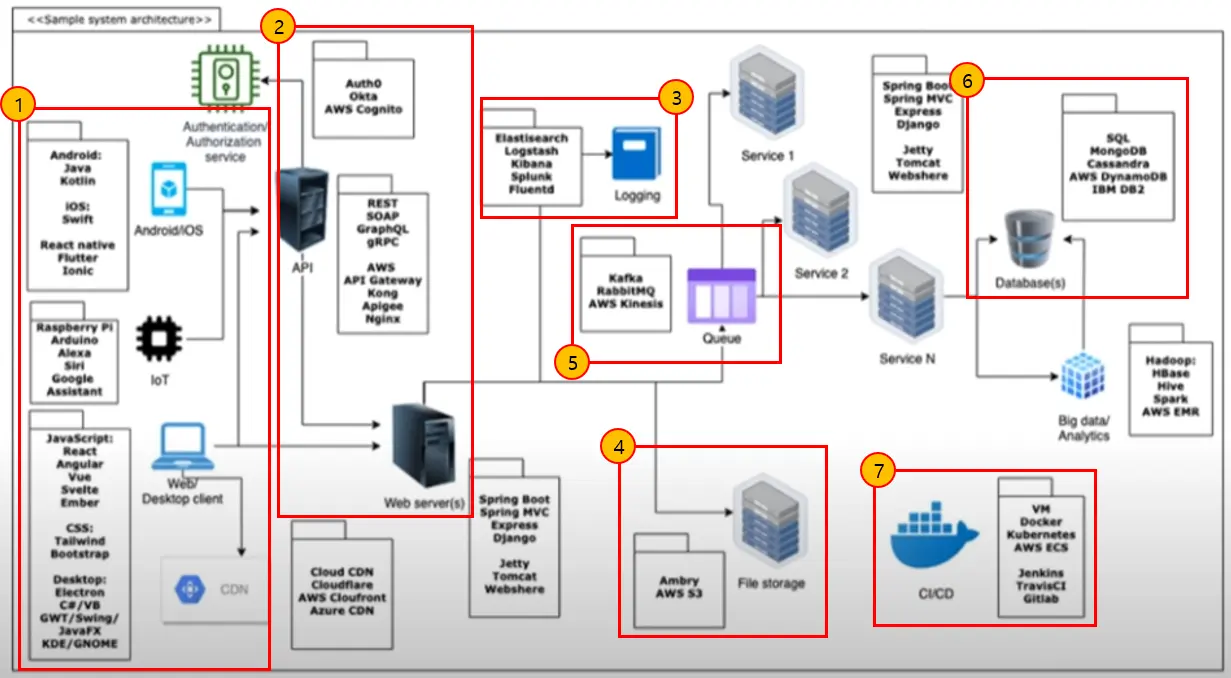 <<Sample system architecture>>
1
Android:
Java
Kotlin
iOS:
Swift
React native
Flutter
Ionic
Android/iOS
Raspberry Pi
Arduino
Alexa
Siri
Google
Assistant
IoT
JavaScript:
React
Angular
Vue
Svelte
Ember
CSS:
Tailwind
Bootstrap
Desktop:
Electron
C#/VB
GWT/Swing/
JavaFX
KDE/GNOME
Web/
Desktop client
CDN
Authentication/
Authorization
service
2
Auth0
Okta
AWS Cognito
API
REST
SOAP
GraphQL
gRPC
AWS
API Gateway
Kong
Apigee
Nginx
Web server(s)
Cloud CDN
Cloudflare
AWS Cloufront
Azure CDN
Spring Boot
Spring MVC
Express
Django
Jetty
Tomcat
Webshere
3
Elastisearch
Logstash
Kibana
Splunk
Fluentd
Logging
5
Kafka
RabbitMQ
AWS Kinesis
Queue
4
Ambry
AWS S3
File storage
Service 1
Service 2
Service N
Spring Boot
Spring MVC
Express
Django
Jetty
Tomcat
Webshere
6
SQL
MongoDB
Cassandra
AWS DynamoDB
IBM DB2
Database(s)
Big data/
Analytics
Hadoop:
HBase
Hive
Spark
AWS EMR
7
CI/CD
VM
Docker
Kubernetes
AWS ECS
Jenkins
TravisCI
Gitlab